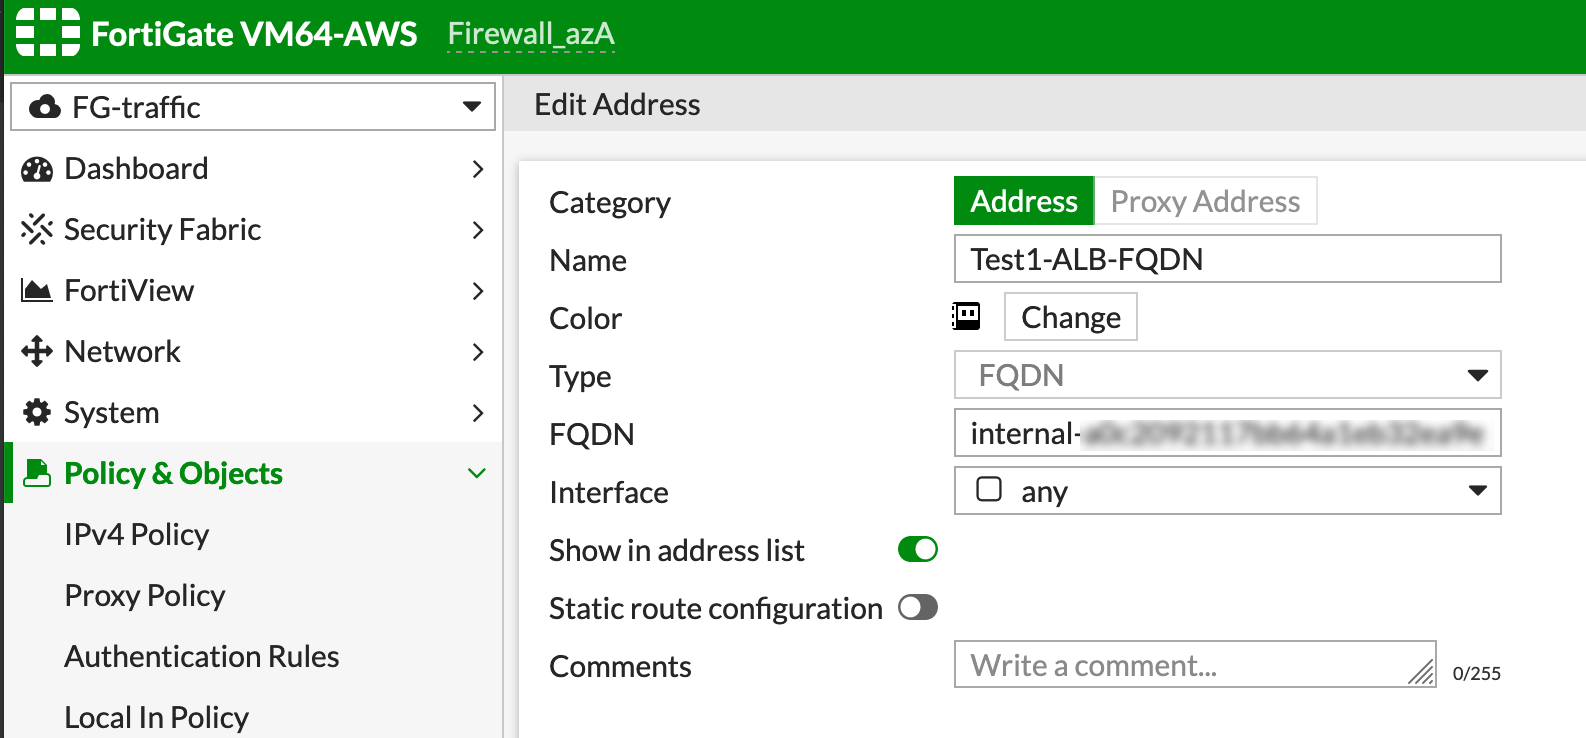 FortiGate VM64-AWS Firewall_azA
FG-traffic
Dashboard
Security Fabric
FortiView
Network
System
Policy & Objects
IPv4 Policy
Proxy Policy
Authentication Rules
Local In Policy
Edit Address
Category Address Proxy Address
Name Test1-ALB-FQDN
Color Change
Type FQDN
FQDN internal-
Interface any
Show in address list
Static route configuration
Comments Write a comment... 0/255